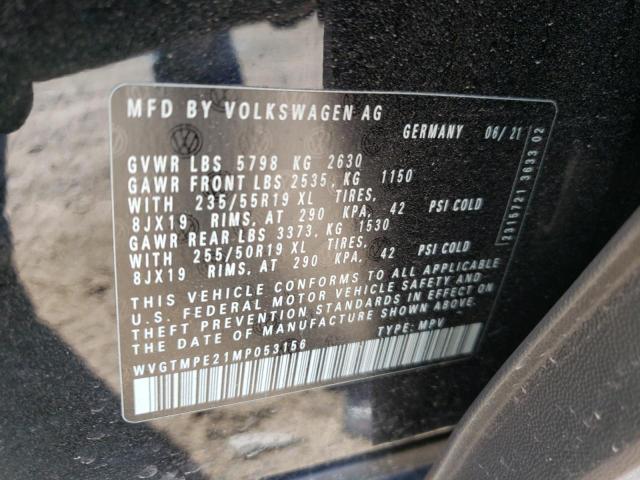 MFD BY VOLKSWAGEN AG
GERMANY 06/21
GVWR LBS 5798 KG 2630
GAWR FRONT LBS 2535, KG 1150
WITH 235/55R19 XL TIRES,
8JX19 RIMS, AT 290 KPA, 42 PSI COLD
GAWR REAR LBS 3373, KG 1530
WITH 255/50R19 XL TIRES,
8JX19 RIMS, AT 290 KPA, 42 PSI COLD
THIS VEHICLE CONFORMS TO ALL APPLICABLE
U.S. FEDERAL MOTOR VEHICLE SAFETY AND
THEFT PREVENTION STANDARDS IN EFFECT ON
THE DATE OF MANUFACTURE SHOWN ABOVE.
WVGTMPE21MP053156 TYPE: MPV
2315721 3633 02